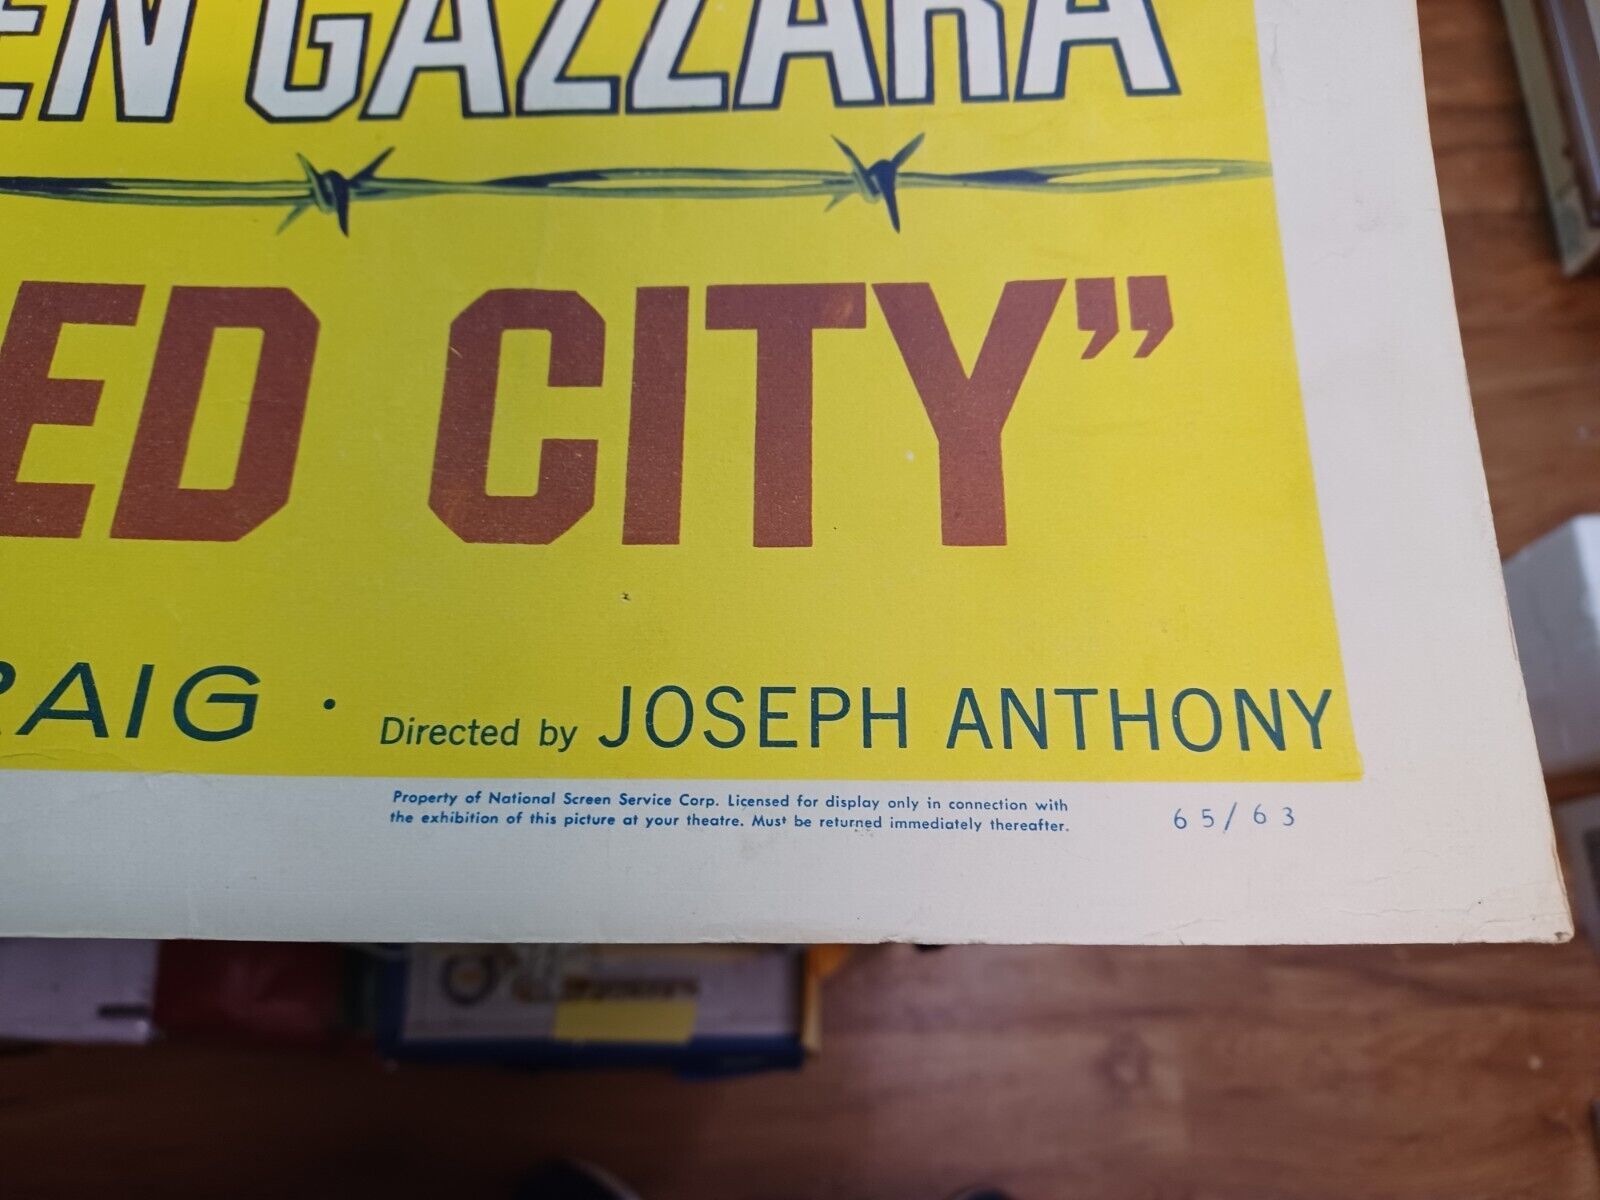 EN GAZZARA
ED CITY”
RAIG · Directed by JOSEPH ANTHONY
Property of National Screen Service Corp. Licensed for display only in connection with
the exhibition of this picture at your theatre. Must be returned immediately thereafter.
65/63